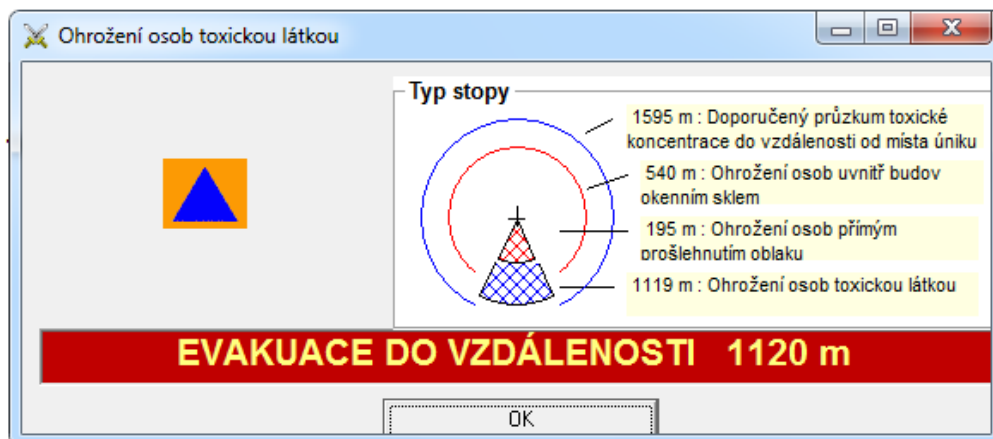 Ohrožení osob toxickou látkou
Typ stopy
1595 m : Doporučený průzkum toxické
koncentrace do vzdálenosti od místa úniku
540 m : Ohrožení osob uvnitř budov
okenním sklem
195 m : Ohrožení osob přímým
prošlehnutím oblaku
1119 m : Ohrožení osob toxickou látkou
EVAKUACE DO VZDÁLENOSTI 1120 m
OK